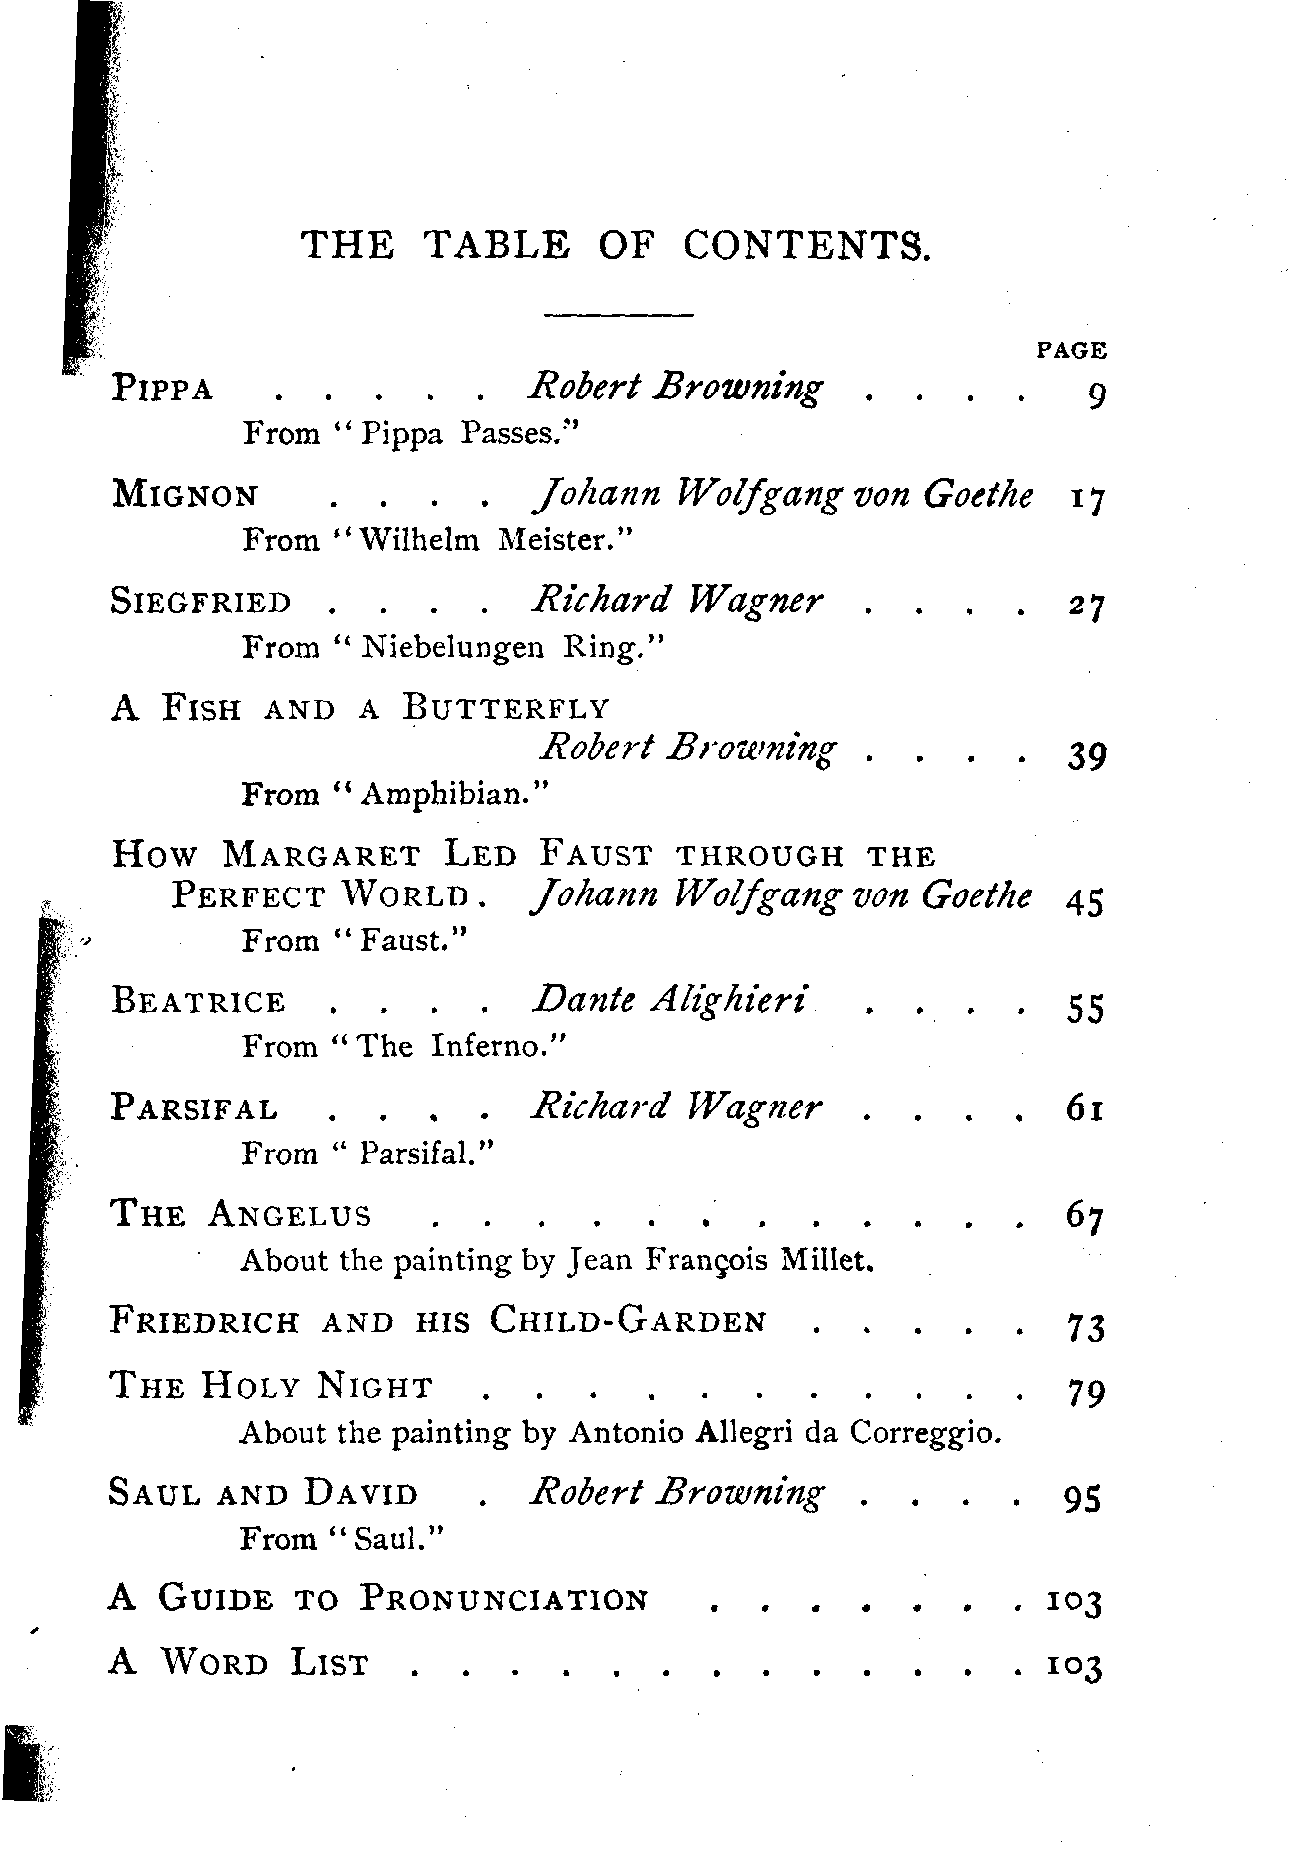 THE TABLE OF CONTENTS.
PAGE
PIPPA . . . . . Robert Browning . . . . 9
From "Pippa Passes."
MIGNON . . . . Johann Wolfgang von Goethe 17
From "Wilhelm Meister."
SIEGFRIED . . . . Richard Wagner . . . . 27
From "Niebelungen Ring."
A FISH AND A BUTTERFLY
Robert Browning . . . . 39
From "Amphibian."
HOW MARGARET LED FAUST THROUGH THE
PERFECT WORLD . Johann Wolfgang von Goethe 45
From "Faust."
BEATRICE . . . . Dante Alighieri . . . . 55
From "The Inferno."
PARSIFAL . . . . Richard Wagner . . . . 61
From "Parsifal."
THE ANGELUS . . . . . . . . . . . . 67
About the painting by Jean François Millet.
FRIEDRICH AND HIS CHILD-GARDEN . . . . . 73
THE HOLY NIGHT . . . . . . . . . . . 79
About the painting by Antonio Allegri da Correggio.
SAUL AND DAVID . Robert Browning . . . . 95
From "Saul."
A GUIDE TO PRONUNCIATION . . . . . . . 103
A WORD LIST . . . . . . . . . . . . . 103